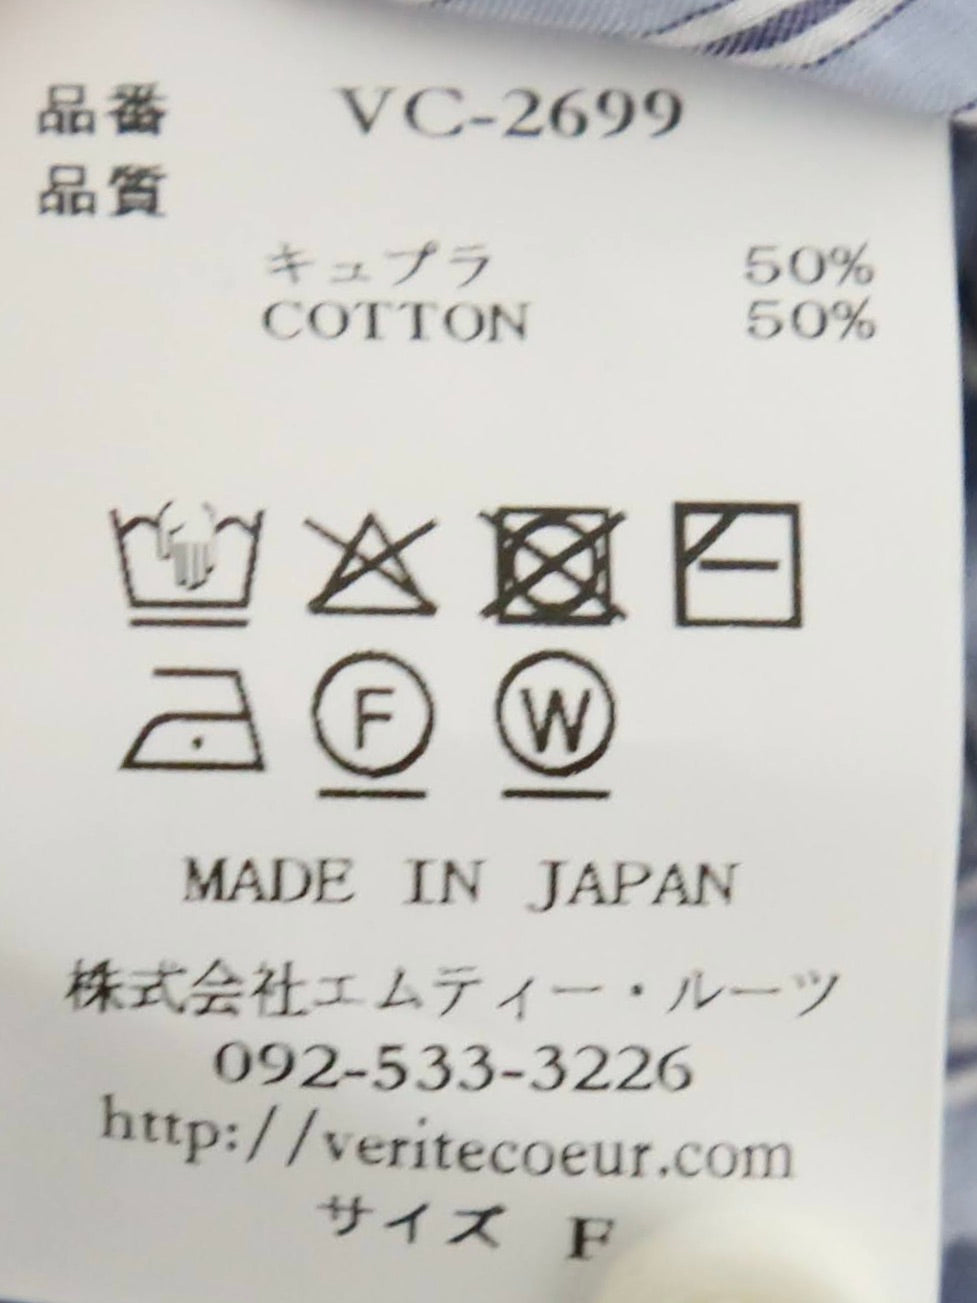 品番 VC-2699
品質
キュプラ 50%
COTTON 50%
F W
MADE IN JAPAN
株式会社エムティー・ルーツ
092-533-3226
http://veritecoeur.com
サイズ F